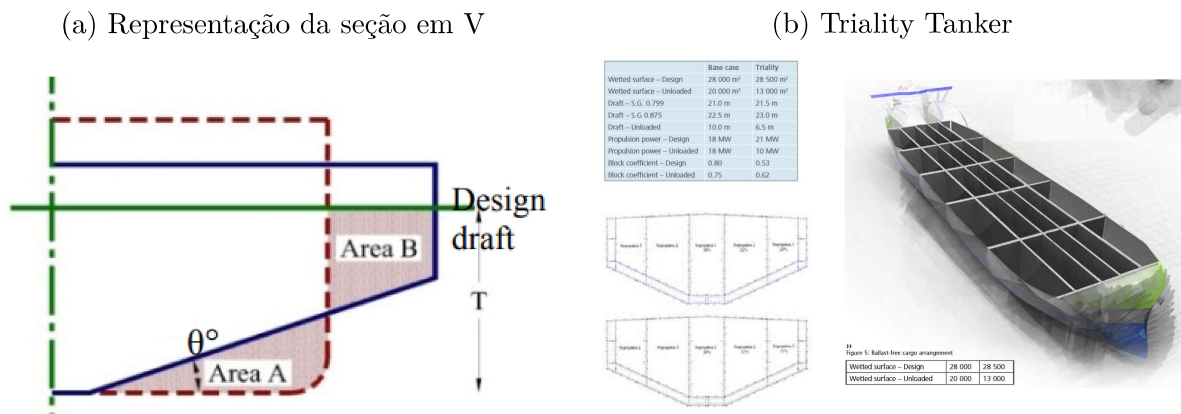 (a) Representação da seção em V
(b) Triality Tanker
Design
draft
Area B
T
θ°
Area A
Base case Triality
Wetted surface – Design 28 000 m² 28 500 m²
Wetted surface – Unloaded 20 000 m² 13 000 m²
Draft – S.G. 0.799 21.0 m 21.5 m
Draft – S.G 0.875 22.5 m 23.0 m
Draft – Unloaded 10.0 m 6.5 m
Propulsion power – Design 18 MW 21 MW
Propulsion power – Unloaded 18 MW 10 MW
Block coefficient – Design 0.80 0.53
Block coefficient – Unloaded 0.75 0.62
»
Figure 5: Ballast-free cargo arrangement
Wetted surface – Design 28 000 28 500
Wetted surface – Unloaded 20 000 13 000